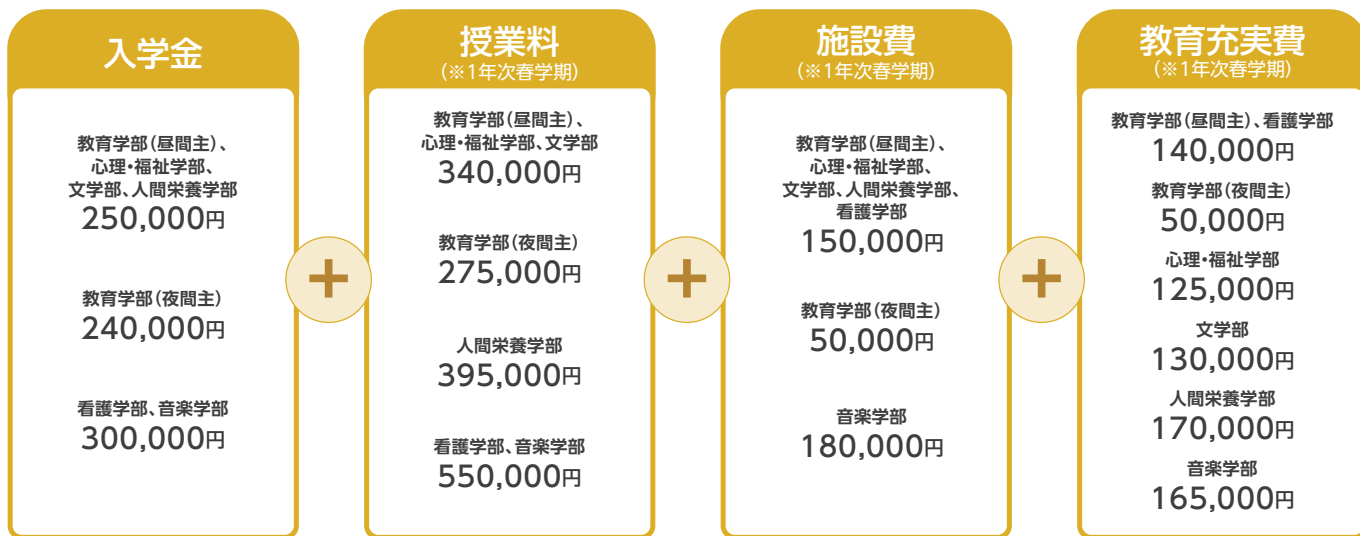 入学金
教育学部(昼間主)、
心理・福祉学部、
文学部、人間栄養学部
250,000円
教育学部(夜間主)
240,000円
看護学部、音楽学部
300,000円
+
授業料
(※1年次春学期)
教育学部(昼間主)、
心理・福祉学部、文学部
340,000円
教育学部(夜間主)
275,000円
人間栄養学部
395,000円
看護学部、音楽学部
550,000円
+
施設費
(※1年次春学期)
教育学部(昼間主)、
心理・福祉学部、
文学部、人間栄養学部、
看護学部
150,000円
教育学部(夜間主)
50,000円
音楽学部
180,000円
+
教育充実費
(※1年次春学期)
教育学部(昼間主)、看護学部
140,000円
教育学部(夜間主)
50,000円
心理・福祉学部
125,000円
文学部
130,000円
人間栄養学部
170,000円
音楽学部
165,000円